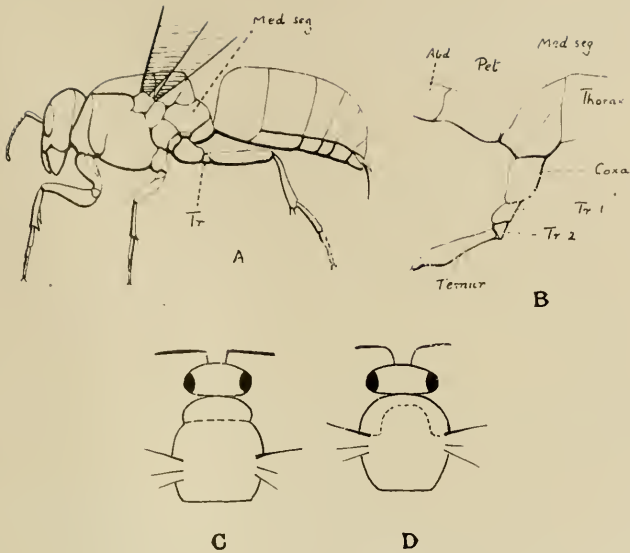 Med seg
Tr
A
Abd
Pet
Med seg
Thorax
Coxa
Tr 1
Tr 2
Femur
B
C
D